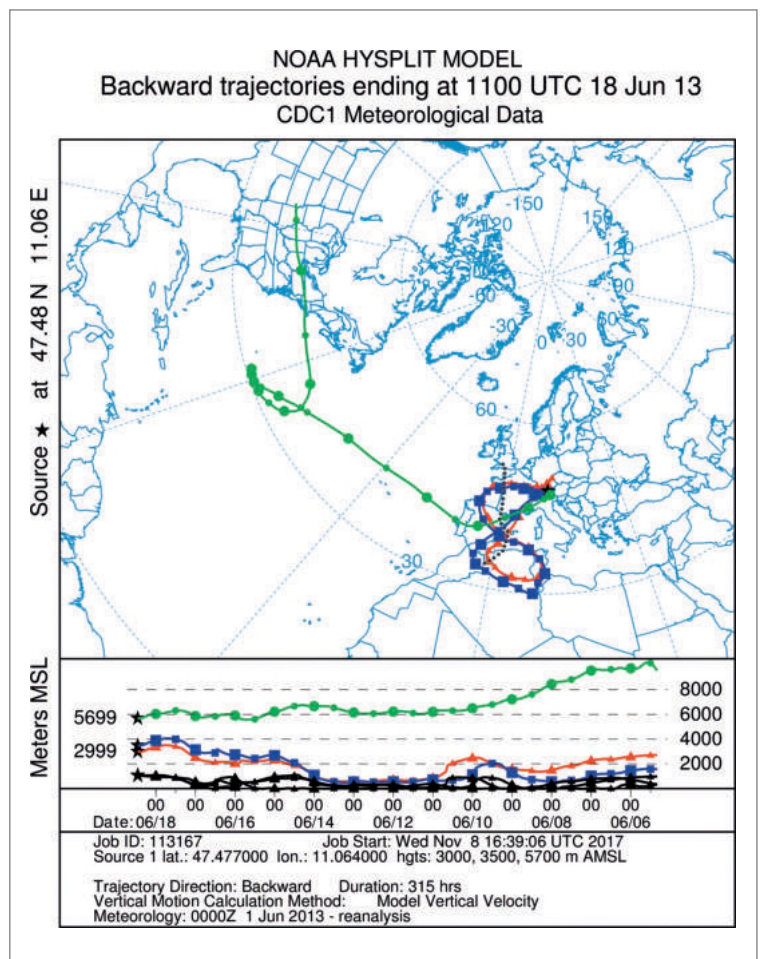 NOAA HYSPLIT MODEL
Backward trajectories ending at 1100 UTC 18 Jun 13
CDC1 Meteorological Data
Source ★ at 47.48 N 11.06 E
-150
150
-120
120
90
-60
60
-30
0
30
60
30
Meters MSL
5699
2999
8000
6000
4000
2000
00 00 00 00 00 00 00 00 00 00 00 00 00
Date: 06/18 06/16 06/14 06/12 06/10 06/08 06/06
Job ID: 113167 Job Start: Wed Nov 8 16:39:06 UTC 2017
Source 1 lat.: 47.477000 lon.: 11.064000 hgts: 3000, 3500, 5700 m AMSL
Trajectory Direction: Backward Duration: 315 hrs
Vertical Motion Calculation Method: Model Vertical Velocity
Meteorology: 0000Z 1 Jun 2013 - reanalysis